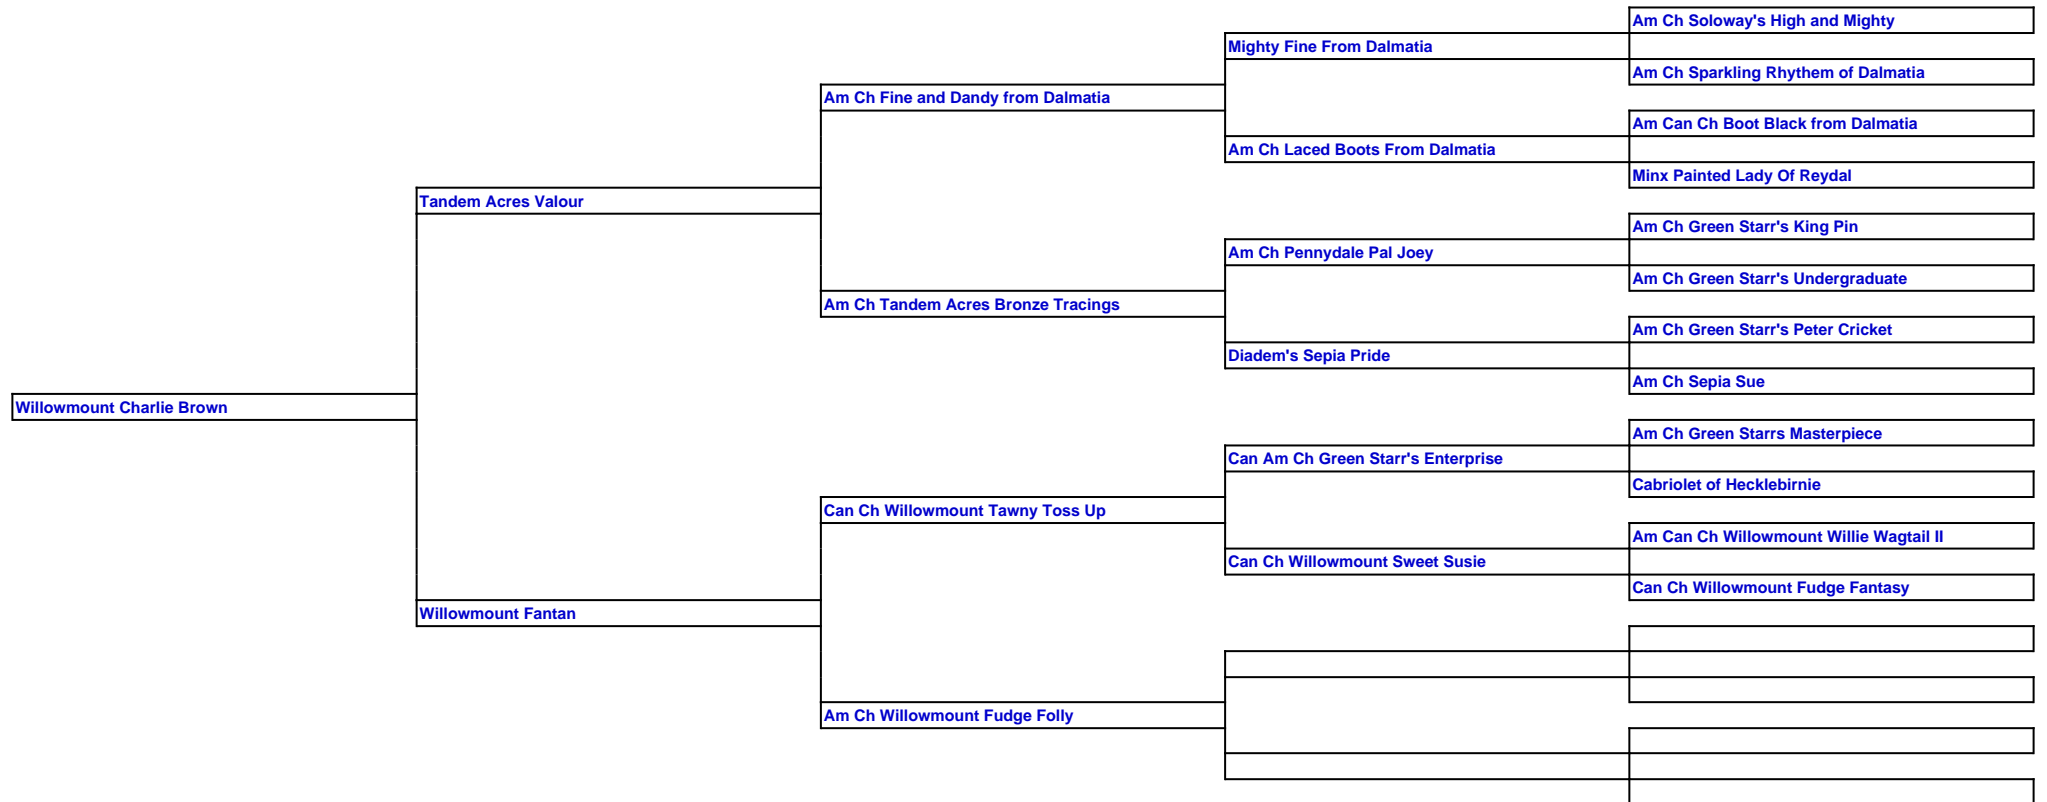 Am Ch Soloway's High and Mighty
Mighty Fine From Dalmatia
Am Ch Sparkling Rhythem of Dalmatia
Am Ch Fine and Dandy from Dalmatia
Am Can Ch Boot Black from Dalmatia
Am Ch Laced Boots From Dalmatia
Minx Painted Lady Of Reydal
Tandem Acres Valour
Am Ch Green Starr's King Pin
Am Ch Pennydale Pal Joey
Am Ch Green Starr's Undergraduate
Am Ch Tandem Acres Bronze Tracings
Am Ch Green Starr's Peter Cricket
Diadem's Sepia Pride
Am Ch Sepia Sue
Willowmount Charlie Brown
Am Ch Green Starrs Masterpiece
Can Am Ch Green Starr's Enterprise
Cabriolet of Hecklebirnie
Can Ch Willowmount Tawny Toss Up
Am Can Ch Willowmount Willie Wagtail II
Can Ch Willowmount Sweet Susie
Can Ch Willowmount Fudge Fantasy
Willowmount Fantan
Am Ch Willowmount Fudge Folly